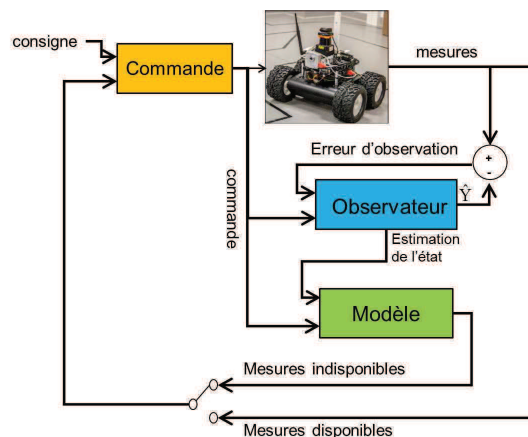 consigne
Commande
mesures
Erreur d'observation
+
-
commande
Observateur
Ŷ
Estimation
de l'état
Modèle
Mesures indisponibles
Mesures disponibles